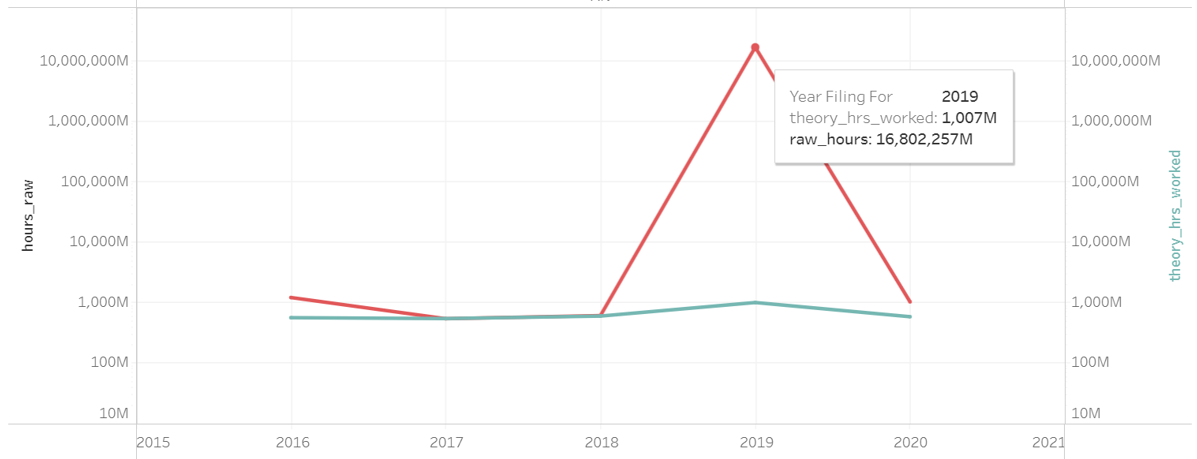 10,000,000M
1,000,000M
100,000M
10,000M
1,000M
100M
10M
hours_raw
Year Filing For 2019
theory_hrs_worked: 1,007M
raw_hours: 16,802,257M
10,000,000M
1,000,000M
100,000M
10,000M
1,000M
100M
10M
theory_hrs_worked
2015 2016 2017 2018 2019 2020 2021